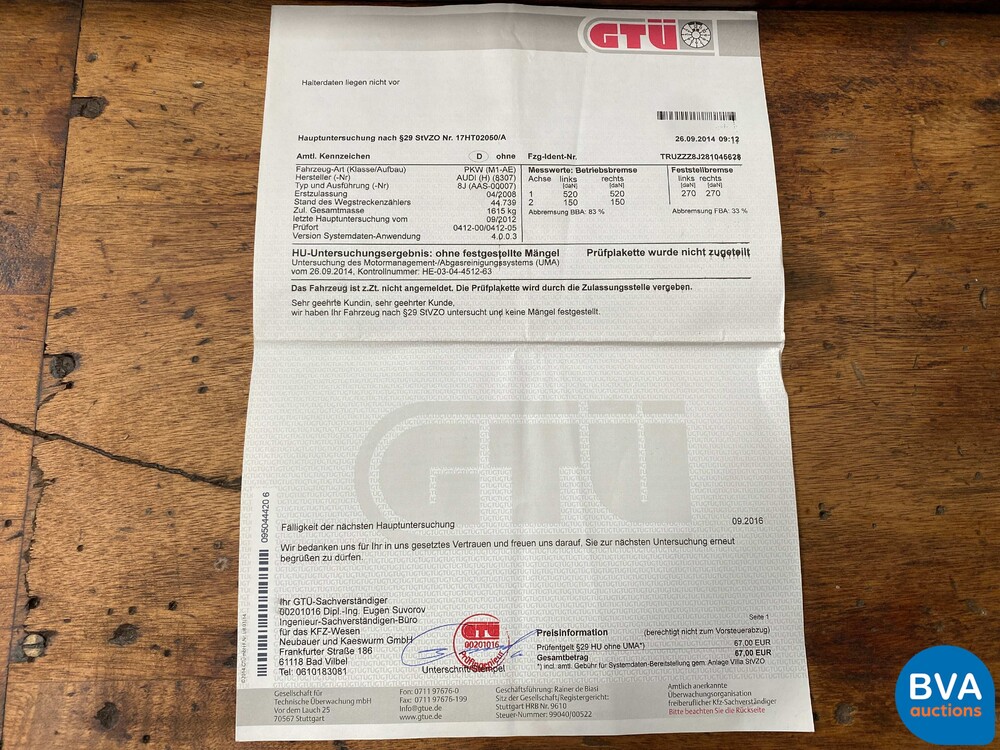 GTÜ
Halterdaten liegen nicht vor
Hauptuntersuchung nach §29 StVZO Nr. 17HT02050/A
26.09.2014 09:12
Amtl. Kennzeichen D ohne
Fzg-Ident-Nr. TRUZZZ8J281045628
Fahrzeug-Art (Klasse/Aufbau) PKW (M1-AE)
Hersteller (-Nr) AUDI (H) (8307)
Typ und Ausführung (-Nr) 8J (AAS-00007)
Erstzulassung 04/2008
Stand des Wegstreckenzählers 44.739
Zul. Gesamtmasse 1615 kg
letzte Hauptuntersuchung vom 09/2012
Prüfort 0412-00/0412-05
Version Systemdaten-Anwendung 4.0.0.3
Messwerte: Betriebsbremse
Achse links rechts
[daN] [daN]
1 520 520
2 150 150
Abbremsung BBA: 83 %
Feststellbremse
links rechts
[daN] [daN]
270 270
Abbremsung FBA: 33 %
HU-Untersuchungsergebnis: ohne festgestellte Mängel Prüfplakette wurde nicht zugeteilt
Untersuchung des Motormanagement-/Abgasreinigungssystems (UMA)
vom 26.09.2014, Kontrollnummer: HE-03-04-4512-63
Das Fahrzeug ist z.Zt. nicht angemeldet. Die Prüfplakette wird durch die Zulassungsstelle vergeben.
Sehr geehrte Kundin, sehr geehrter Kunde,
wir haben Ihr Fahrzeug nach §29 StVZO untersucht und keine Mängel festgestellt.
GTÜ
095044420 6
Fälligkeit der nächsten Hauptuntersuchung 09.2016
Wir bedanken uns für Ihr in uns gesetztes Vertrauen und freuen uns darauf, Sie zur nächsten Untersuchung erneut
begrüßen zu dürfen.
Ihr GTÜ-Sachverständiger
00201016 Dipl.-Ing. Eugen Suvorov
Ingenieur-Sachverständigen-Büro
für das KFZ-Wesen
Neubauer und Kaeswurm GmbH
Frankfurter Straße 186
61118 Bad Vilbel
Tel: 0610183081
GTÜ
00201016
Prüfingenieur
Unterschrift/Stempel
Seite 1
Preisinformation (berechtigt nicht zum Vorsteuerabzug)
Prüfentgelt §29 HU ohne UMA*) 67,00 EUR
Gesamtbetrag 67,00 EUR
*) incl. amtl. Gebühr für Systemdaten-Bereitstellung gem. Anlage VIIIa StVZO
Gesellschaft für
Technische Überwachung mbH
Vor dem Lauch 25
70567 Stuttgart
Fon: 0711 97676-0
Fax: 0711 97676-199
info@gtue.de
www.gtue.de
Geschäftsführung: Rainer de Biasi
Sitz der Gesellschaft/Registergericht:
Stuttgart HRB Nr. 9610
Steuer-Nummer: 99040/00522
Amtlich anerkannte
Überwachungsorganisation
freiberuflicher Kfz-Sachverständiger
Bitte beachten Sie die Rückseite
BVA
auctions